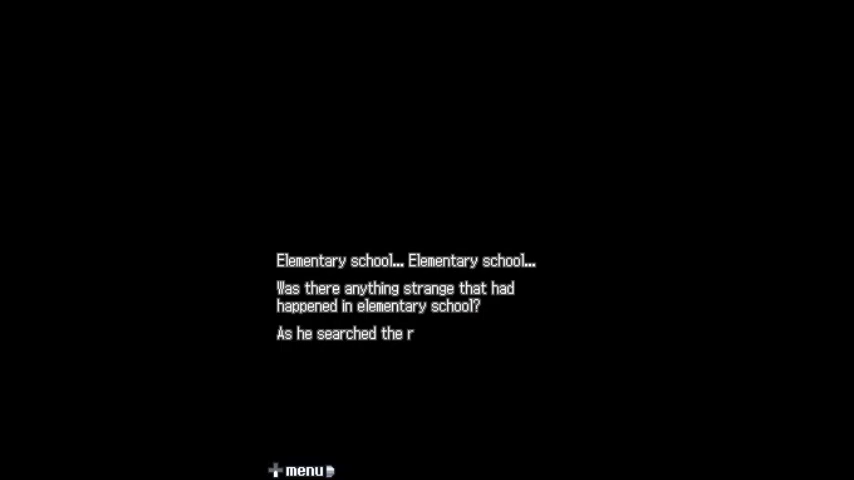 Elementary school... Elementary school...
Was there anything strange that had
happened in elementary school?
As he searched the r
menu